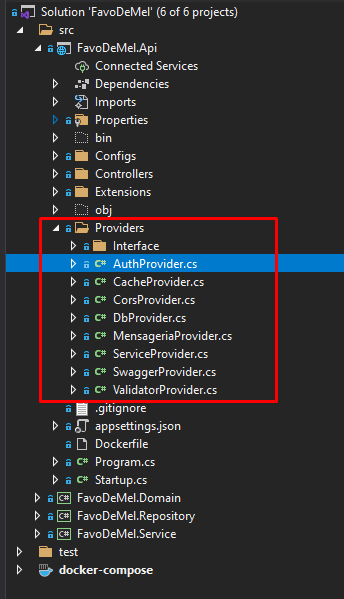 Solution 'FavoDeMel' (6 of 6 projects)
src
FavoDeMel.Api
Connected Services
Dependencies
Imports
Properties
bin
Configs
Controllers
Extensions
obj
Providers
Interface
C# AuthProvider.cs
C# CacheProvider.cs
C# CorsProvider.cs
C# DbProvider.cs
C# MensageriaProvider.cs
C# ServiceProvider.cs
C# SwaggerProvider.cs
C# ValidatorProvider.cs
.gitignore
appsettings.json
Dockerfile
C# Program.cs
C# Startup.cs
C# FavoDeMel.Domain
C# FavoDeMel.Repository
C# FavoDeMel.Service
test
docker-compose